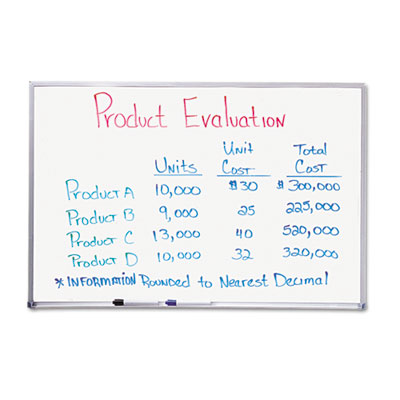 Product Evaluation
Units Unit Cost Total Cost
Product A 10,000 $30 $300,000
Product B 9,000 25 225,000
Product C 13,000 40 520,000
Product D 10,000 32 320,000
* Information Rounded to Nearest Decimal